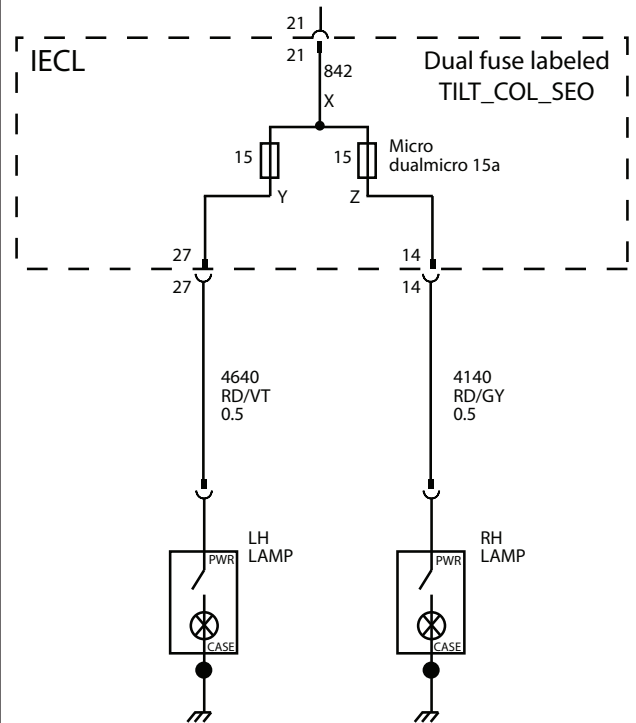 21
IECL
21
842
X
Dual fuse labeled
TILT_COL_SEO
15
15
Micro
dualmicro 15a
Y
Z
27
14
27
14
4640
RD/VT
0.5
4140
RD/GY
0.5
LH
LAMP
PWR
CASE
RH
LAMP
PWR
CASE